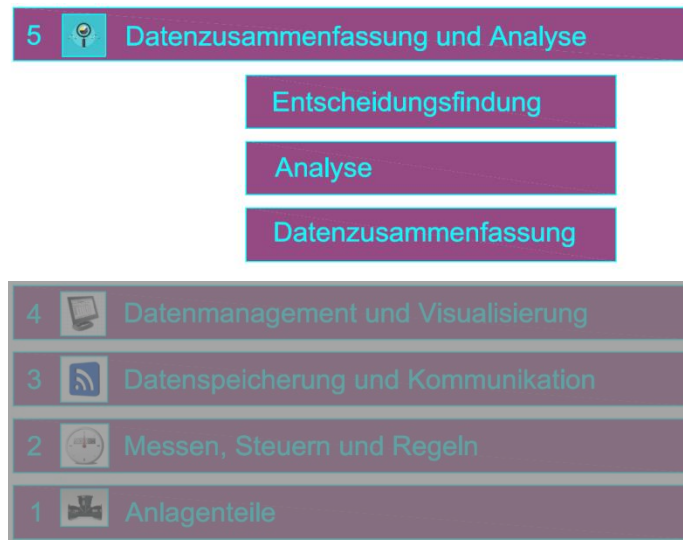 5 Datenzusammenfassung und Analyse
Entscheidungsfindung
Analyse
Datenzusammenfassung
4 Datenmanagement und Visualisierung
3 Datenspeicherung und Kommunikation
2 Messen, Steuern und Regeln
1 Anlagenteile